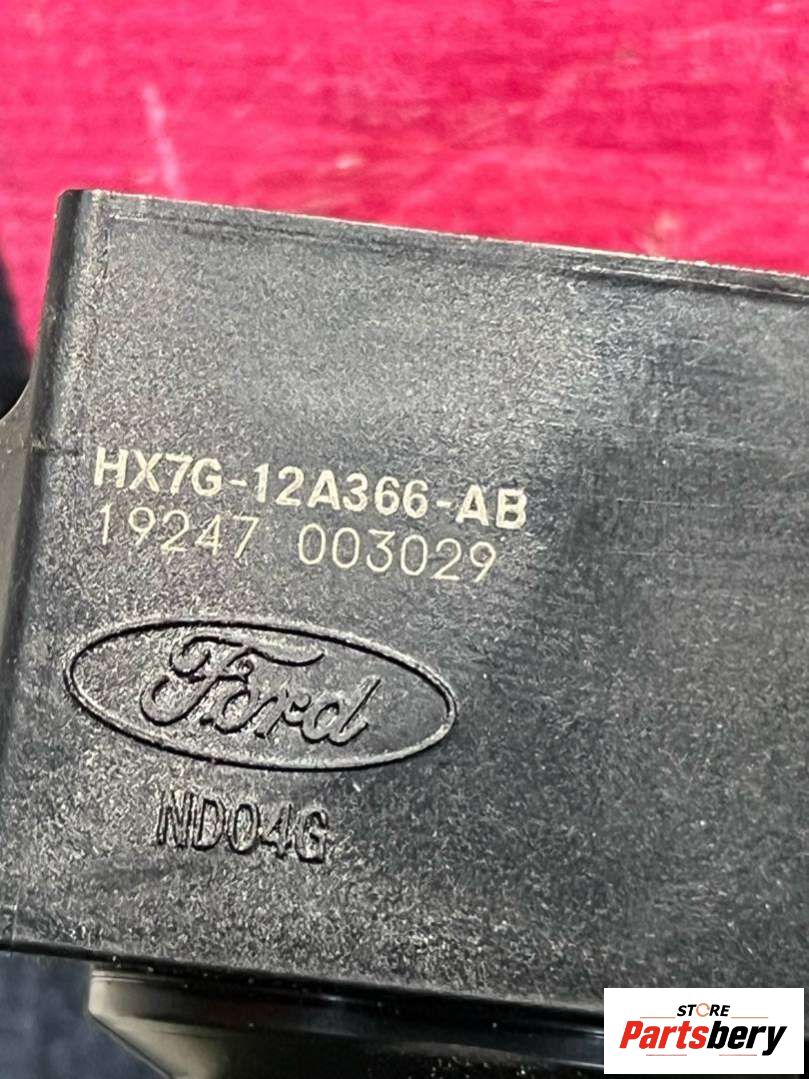 HX7G-12A366-AB
19247 003029
Ford
ND04G
STORE
Partsbery